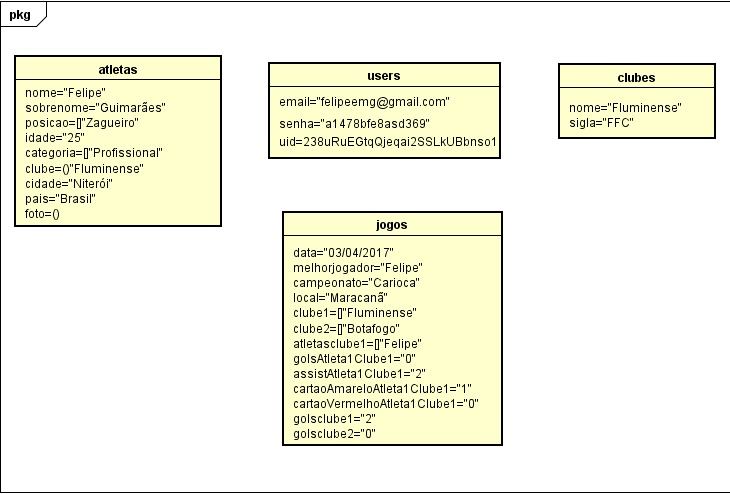 pkg
atletas
nome="Felipe"
sobrenome="Guimarães"
posicao=[]"Zagueiro"
idade="25"
categoria=[]"Profissional"
clube=()"Fluminense"
cidade="Niterói"
pais="Brasil"
foto=()
users
email="felipeemg@gmail.com"
senha="a1478bfe8asd369"
uid=238uRuEGtqQjeqai2SSLkUBbnso1
clubes
nome="Fluminense"
sigla="FFC"
jogos
data="03/04/2017"
melhorjogador="Felipe"
campeonato="Carioca"
local="Maracanã"
clube1=[]"Fluminense"
clube2=[]"Botafogo"
atletasclube1=[]"Felipe"
golsAtleta1Clube1="0"
assistAtleta1Clube1="2"
cartaoAmareloAtleta1Clube1="1"
cartaoVermelhoAtleta1Clube1="0"
golsclube1="2"
golsclube2="0"